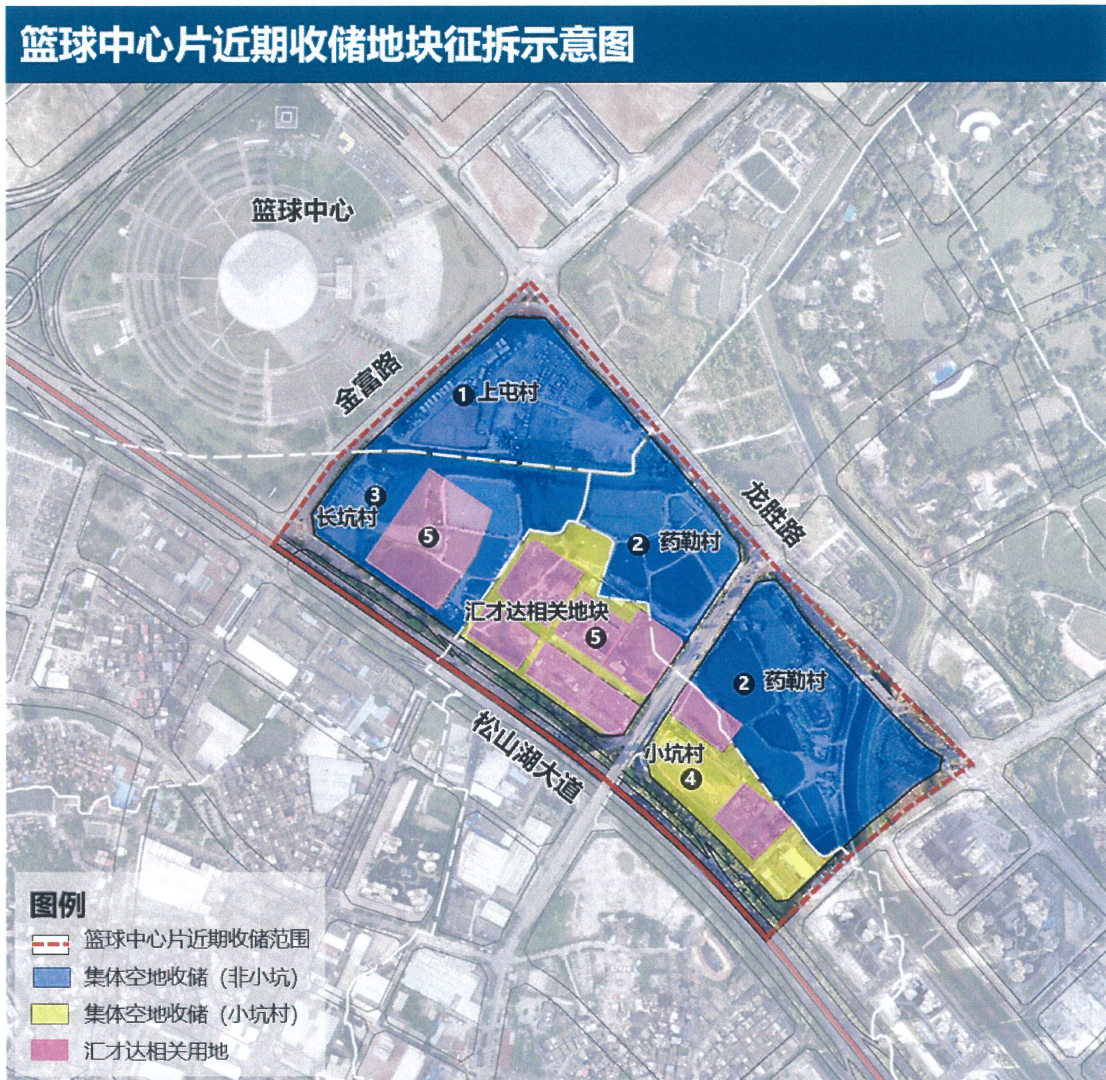 篮球中心片近期收储地块征拆示意图
篮球中心
金富路
1 上屯村
3
长坑村
5
龙胜路
2 药勒村
汇才达相关地块
5
2 药勒村
小坑村
4
松山湖大道
图例
篮球中心片近期收储范围
集体空地收储（非小坑）
集体空地收储（小坑村）
汇才达相关用地